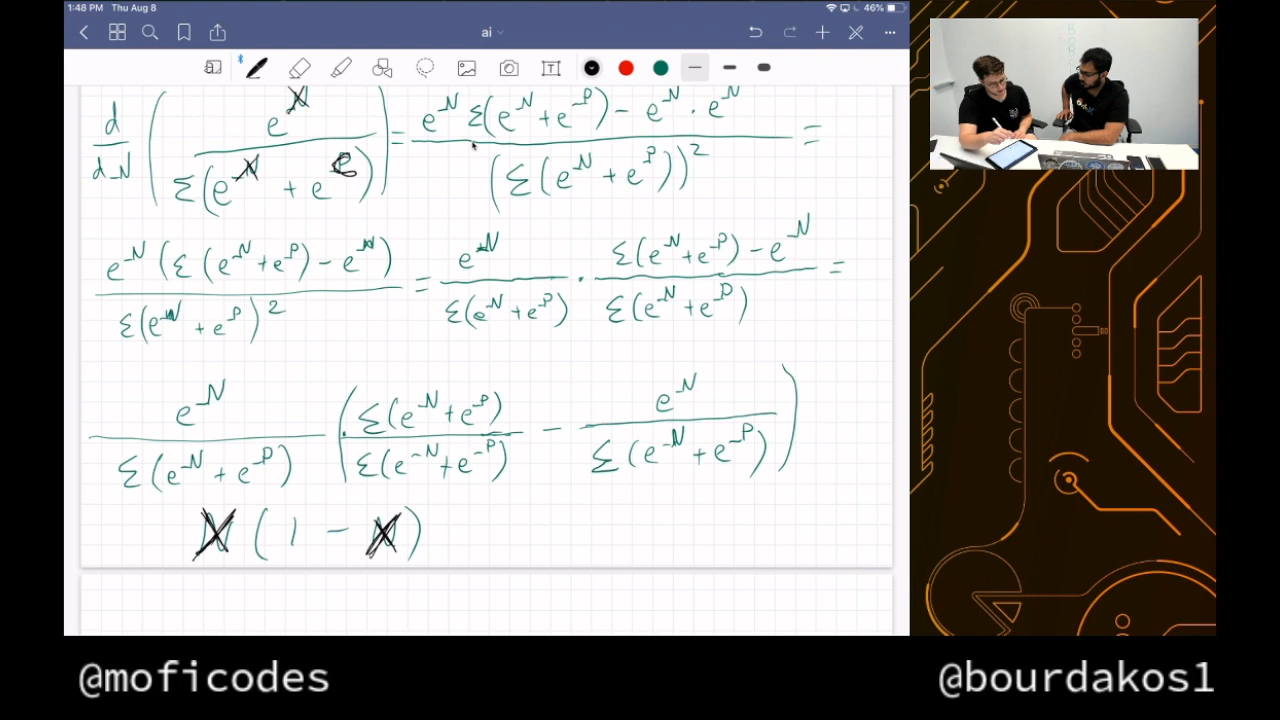 1:48 PM Thu Aug 8 46%
ai
d/d_N (e^N / Σ(e^N + e^P)) = (e^-N Σ(e^-N + e^-P) - e^-N · e^-N) / (Σ(e^-N + e^-P))^2 =
e^-N (Σ(e^-N + e^-P) - e^-N) / Σ(e^-N + e^-P)^2 = e^-N / Σ(e^-N + e^-P) · (Σ(e^-N + e^-P) - e^-N) / Σ(e^-N + e^-P) =
e^-N / Σ(e^-N + e^-P) (Σ(e^-N + e^-P) / Σ(e^-N + e^-P) - e^-N / Σ(e^-N + e^-P))
N (1 - N)
@moficodes
@bourdakos1